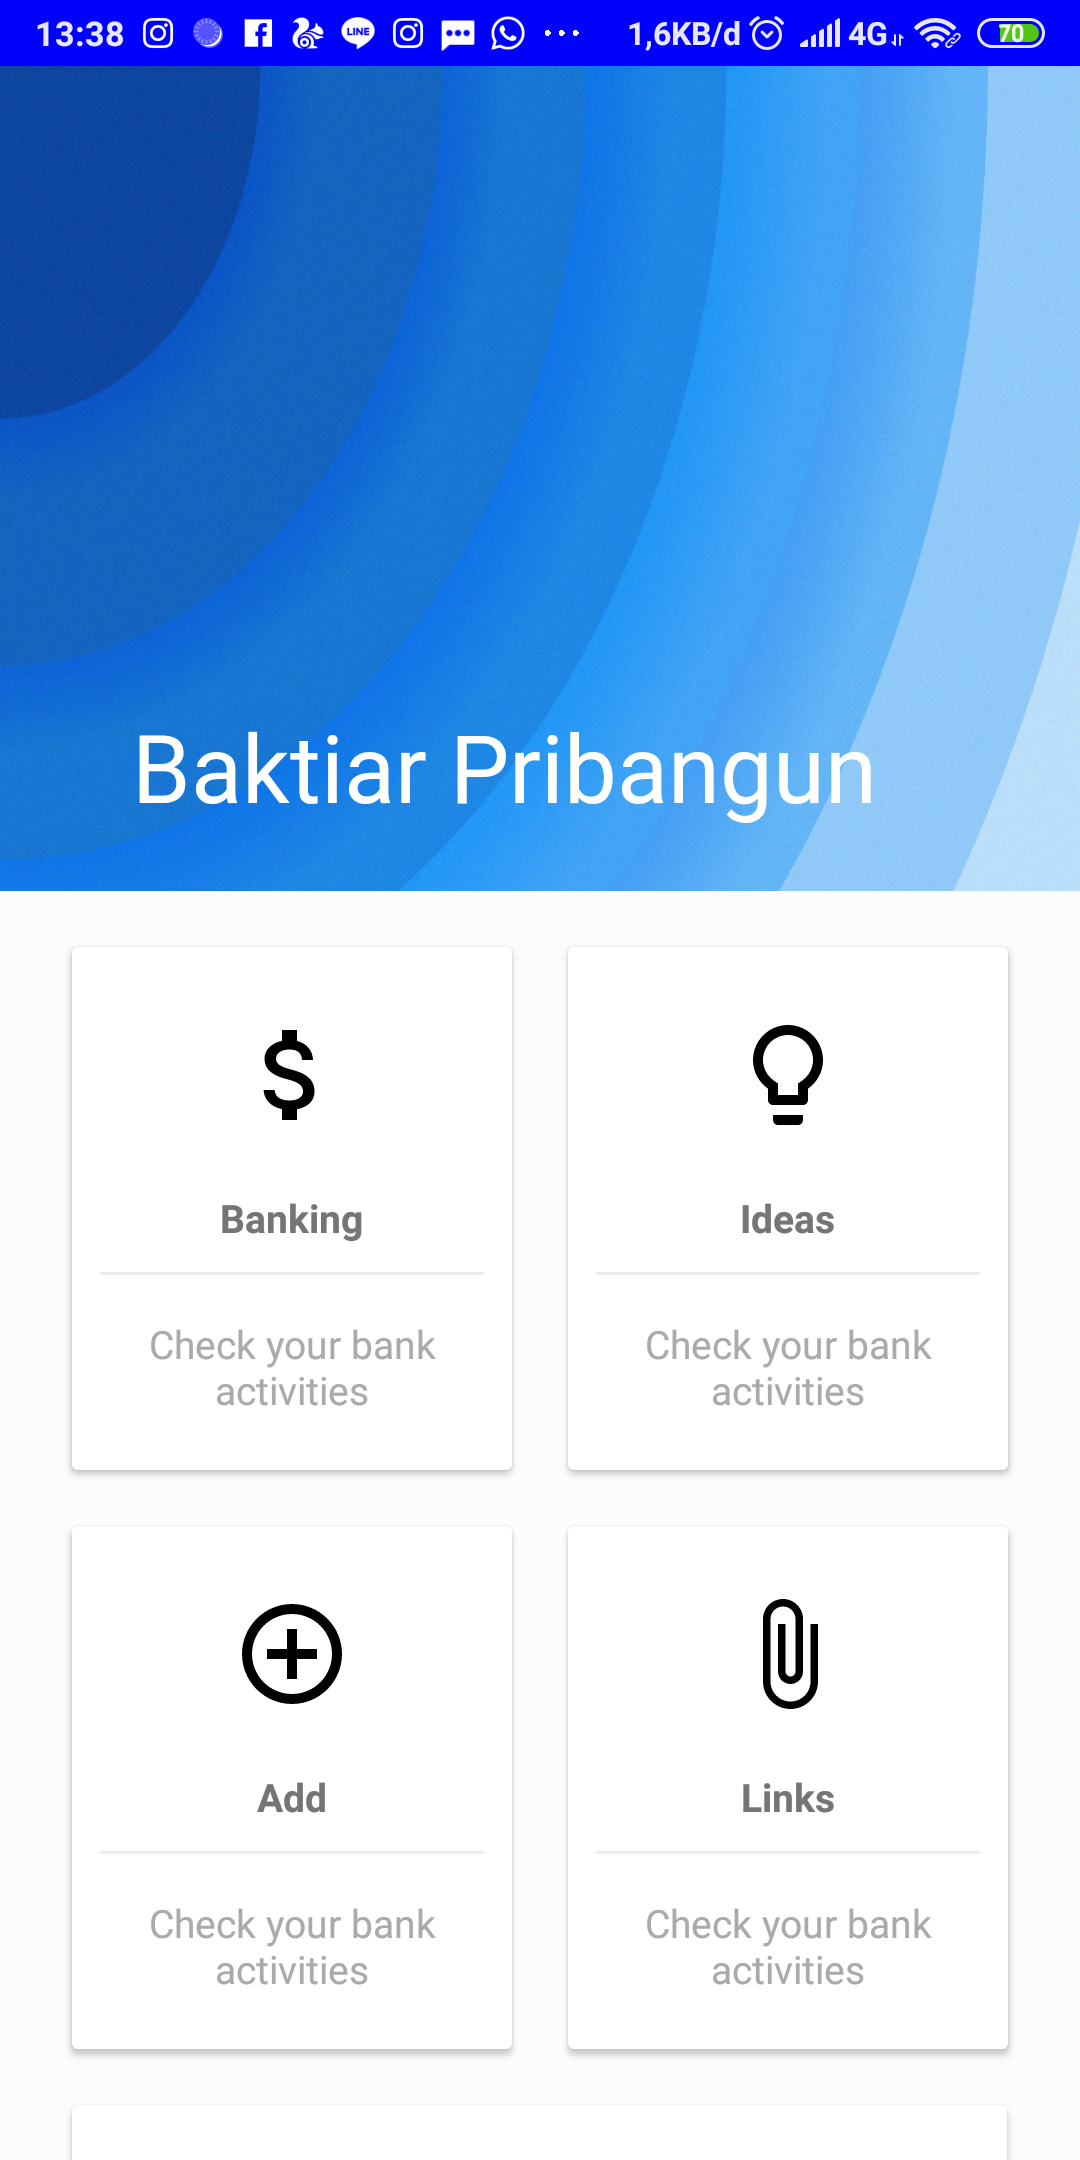 13:38 LINE 1,6KB/d 4G 70
Baktiar Pribangun
Banking
Check your bank
activities
Ideas
Check your bank
activities
Add
Check your bank
activities
Links
Check your bank
activities